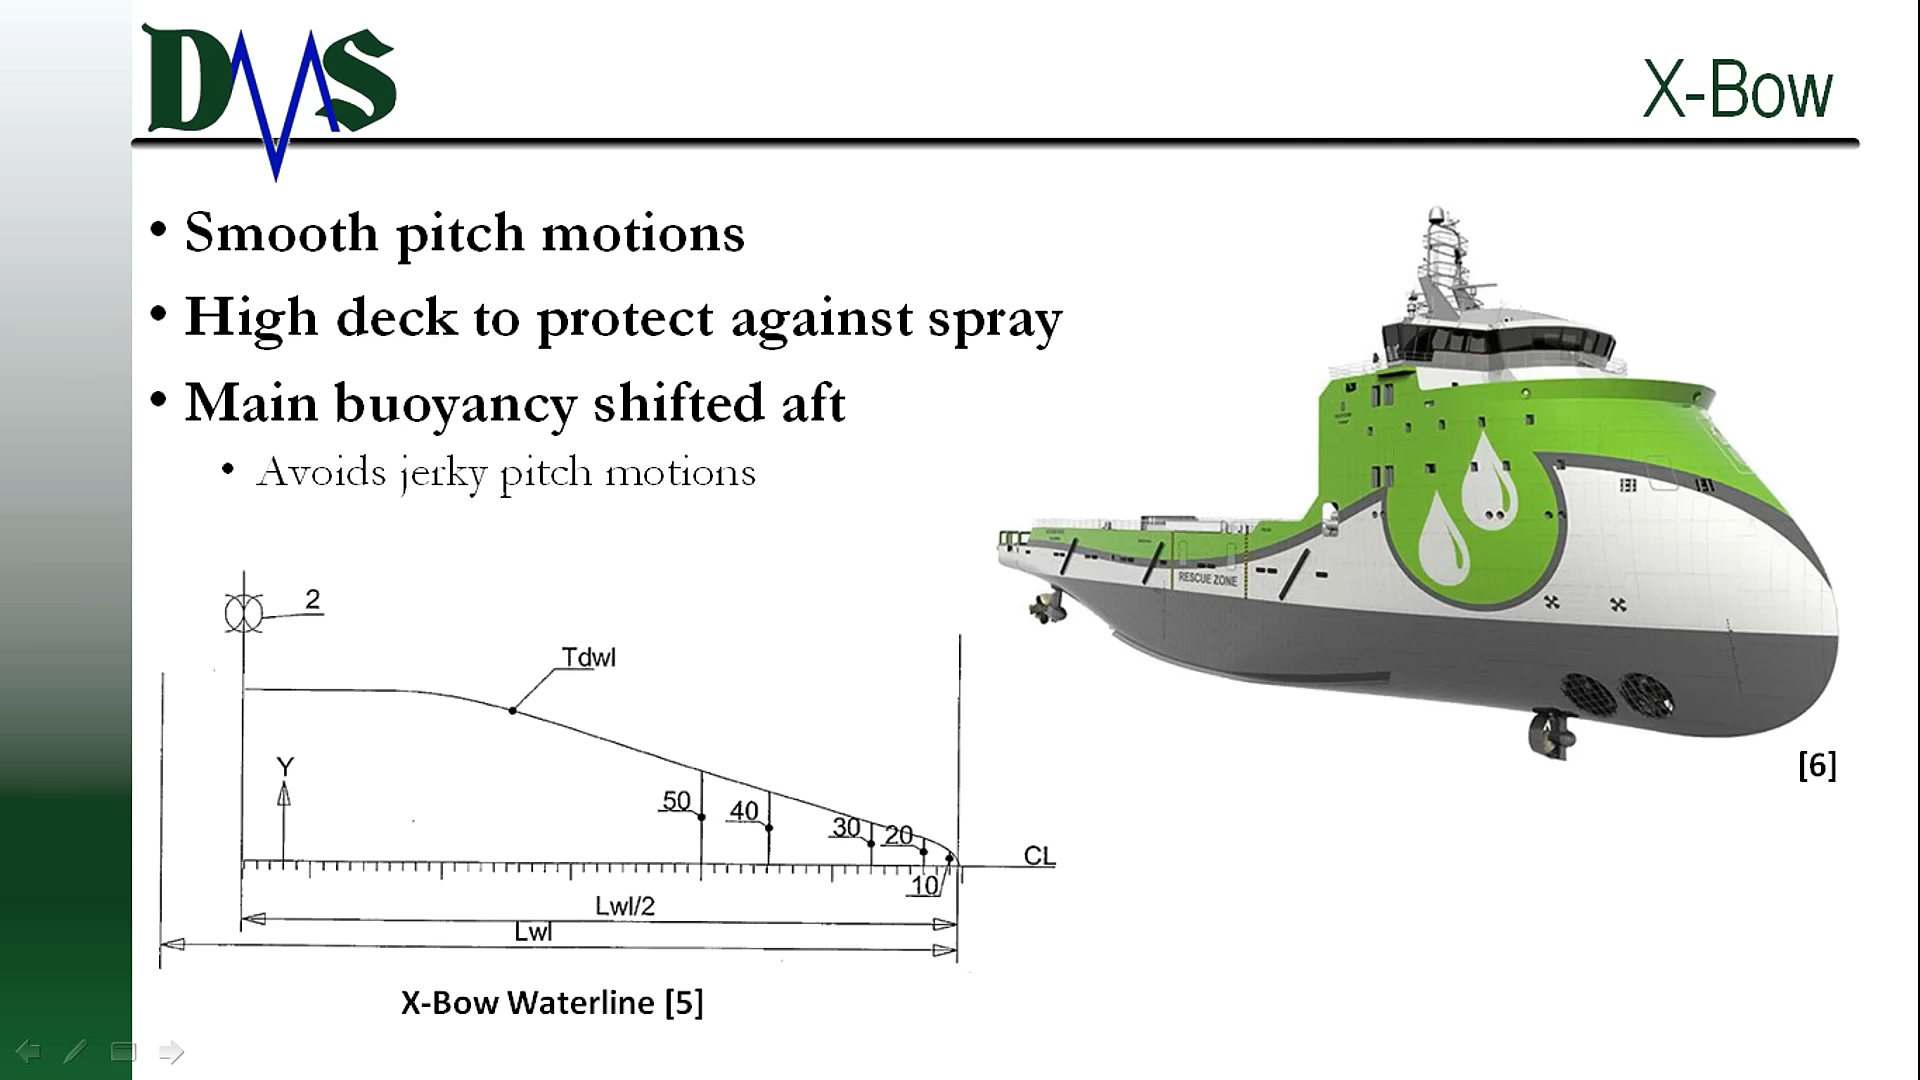 DMS
X-Bow
• Smooth pitch motions
• High deck to protect against spray
• Main buoyancy shifted aft
• Avoids jerky pitch motions
RESCUE ZONE
[6]
2
Tdwl
Y
50
40
30
20
10
CL
Lwl/2
Lwl
X-Bow Waterline [5]